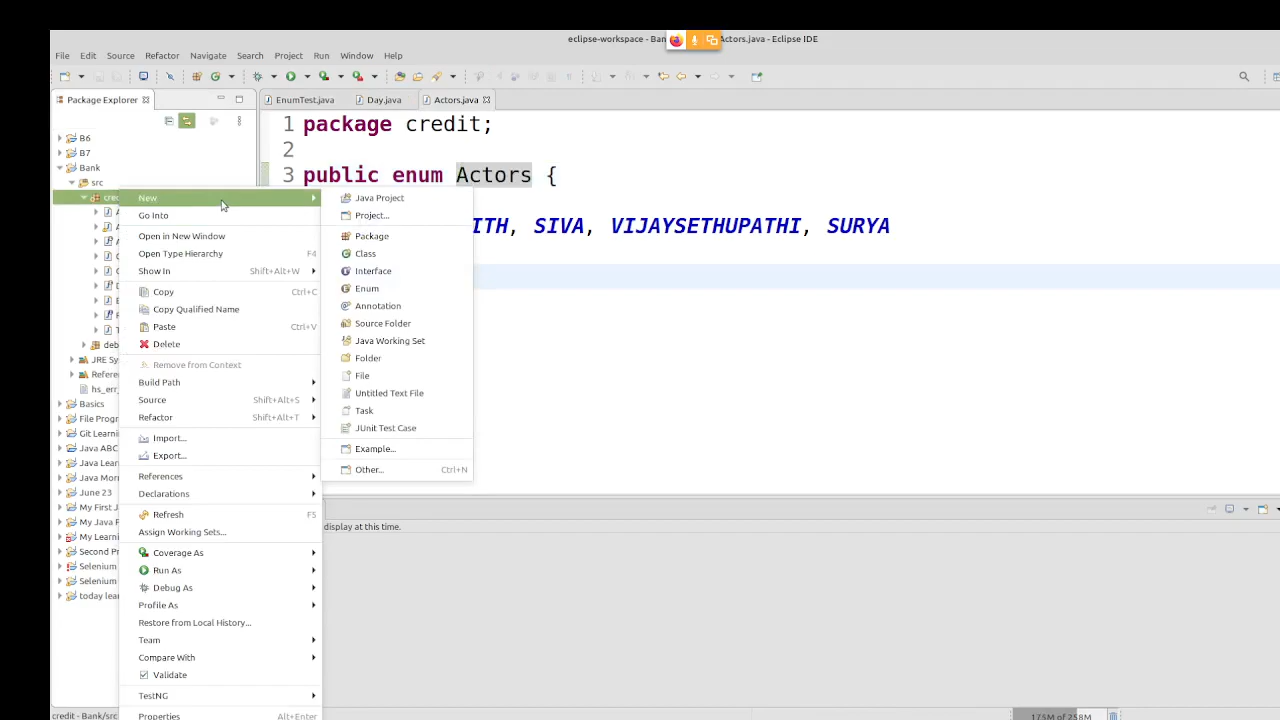 eclipse-workspace - Ban Actors.java - Eclipse IDE
File Edit Source Refactor Navigate Search Project Run Window Help
Package Explorer EnumTest.java Day.java Actors.java
1 package credit;
2
3 public enum Actors {
ITH, SIVA, VIJAYSETHUPATHI, SURYA
B6
B7
Bank
src
cred
deb
JRE Sy
Refere
hs_err_
Basics
File Progr
Git Learni
Java ABC
Java Lear
Java Mor
June 23
My First J
My Java P
My Learni
Second Pr
Selenium
Selenium
today lea
New
Go Into
Open in New Window
Open Type Hierarchy F4
Show In Shift+Alt+W
Copy Ctrl+C
Copy Qualified Name
Paste Ctrl+V
Delete
Remove from Context
Build Path
Source Shift+Alt+S
Refactor Shift+Alt+T
Import...
Export...
References
Declarations
Refresh F5
Assign Working Sets...
Coverage As
Run As
Debug As
Profile As
Restore from Local History...
Team
Compare With
Validate
TestNG
Properties Alt+Enter
Java Project
Project...
Package
Class
Interface
Enum
Annotation
Source Folder
Java Working Set
Folder
File
Untitled Text File
Task
JUnit Test Case
Example...
Other... Ctrl+N
display at this time.
credit - Bank/src
175M of 258M